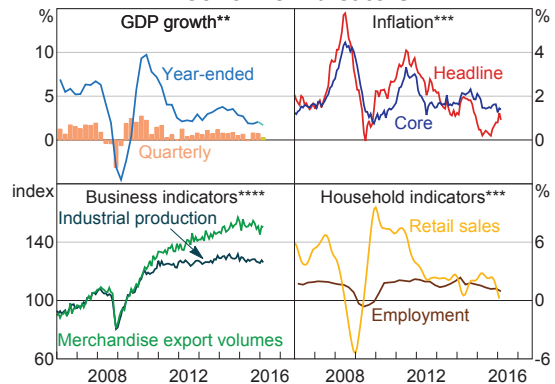 GDP growth**
Inflation***
%
%
10
5
0
6
4
2
0
Year-ended
Quarterly
Headline
Core
index
%
Business indicators****
Household indicators***
Industrial production
Merchandise export volumes
Retail sales
Employment
140
100
60
6
0
-6
2008
2012
2016
2008
2012
2016